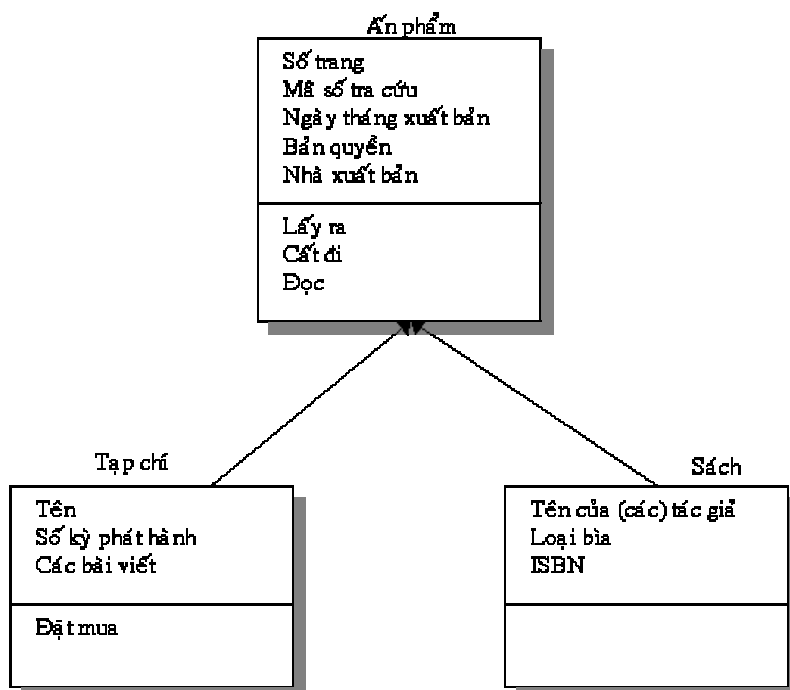 Ấn phẩm
Số trang
Mã số tra cứu
Ngày tháng xuất bản
Bản quyền
Nhà xuất bản
Lấy ra
Cất đi
Đọc
Tạp chí
Tên
Số kỳ phát hành
Các bài viết
Đặt mua
Sách
Tên của (các) tác giả
Loại bìa
ISBN